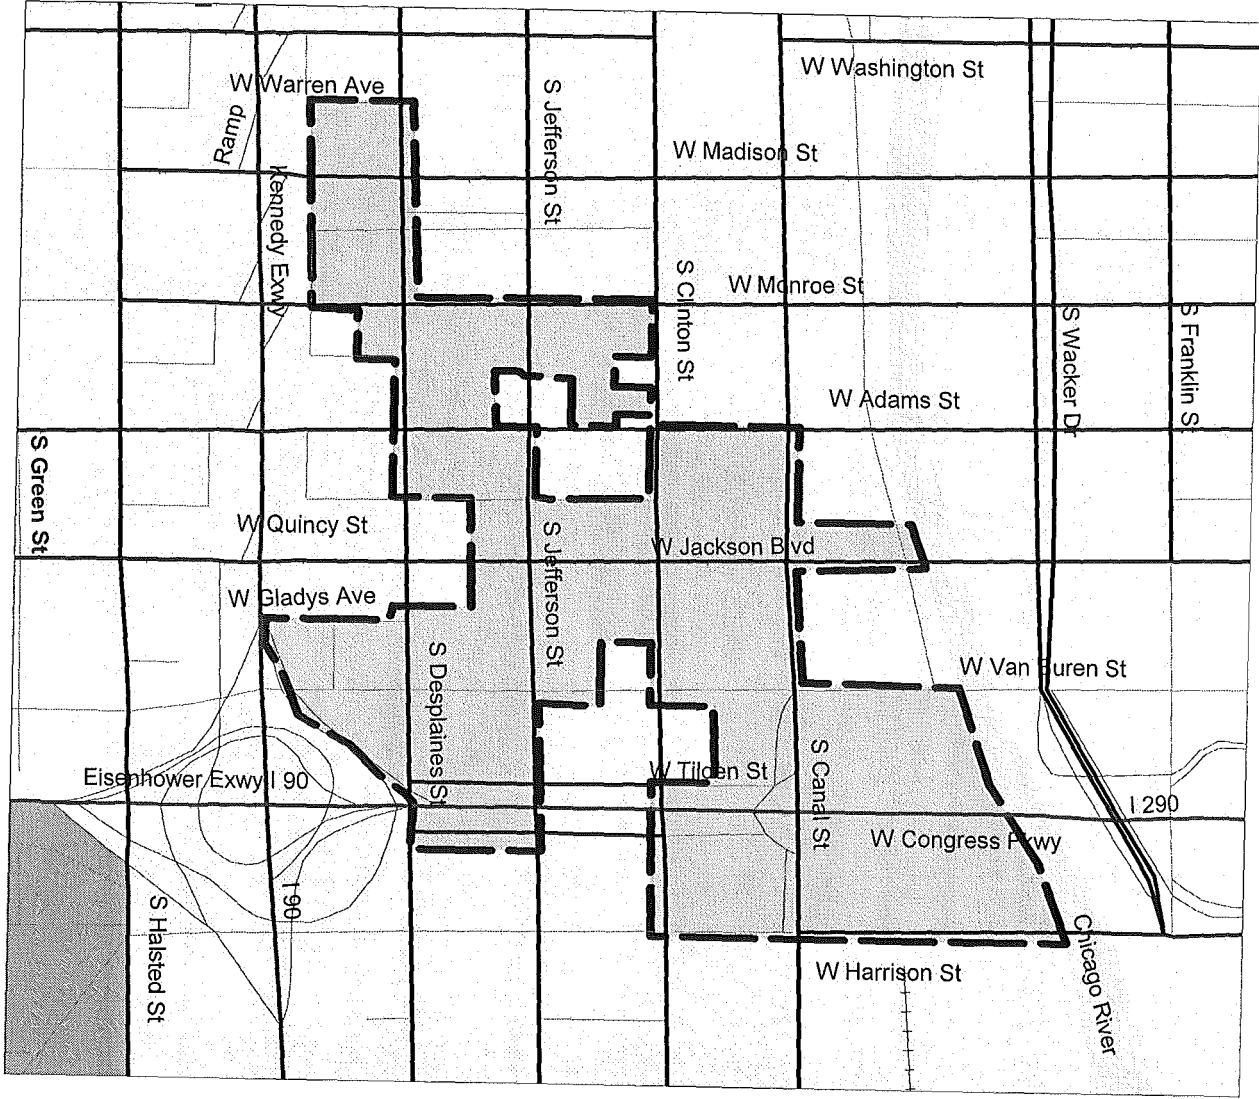 W Washington St
W Warren Ave
S Jefferson St
Ramp
W Madison St
Kennedy Exwy
S Clinton St
W Monroe St
S Wacker Dr
S Franklin St
W Adams St
S Green St
W Quincy St
S Jefferson St
W Jackson Blvd
W Gladys Ave
S Desplaines St
W Van Buren St
Eisenhower Exwy I 90
W Tilden St
S Canal St
I 290
W Congress Pkwy
I 90
S Halsted St
Chicago River
W Harrison St